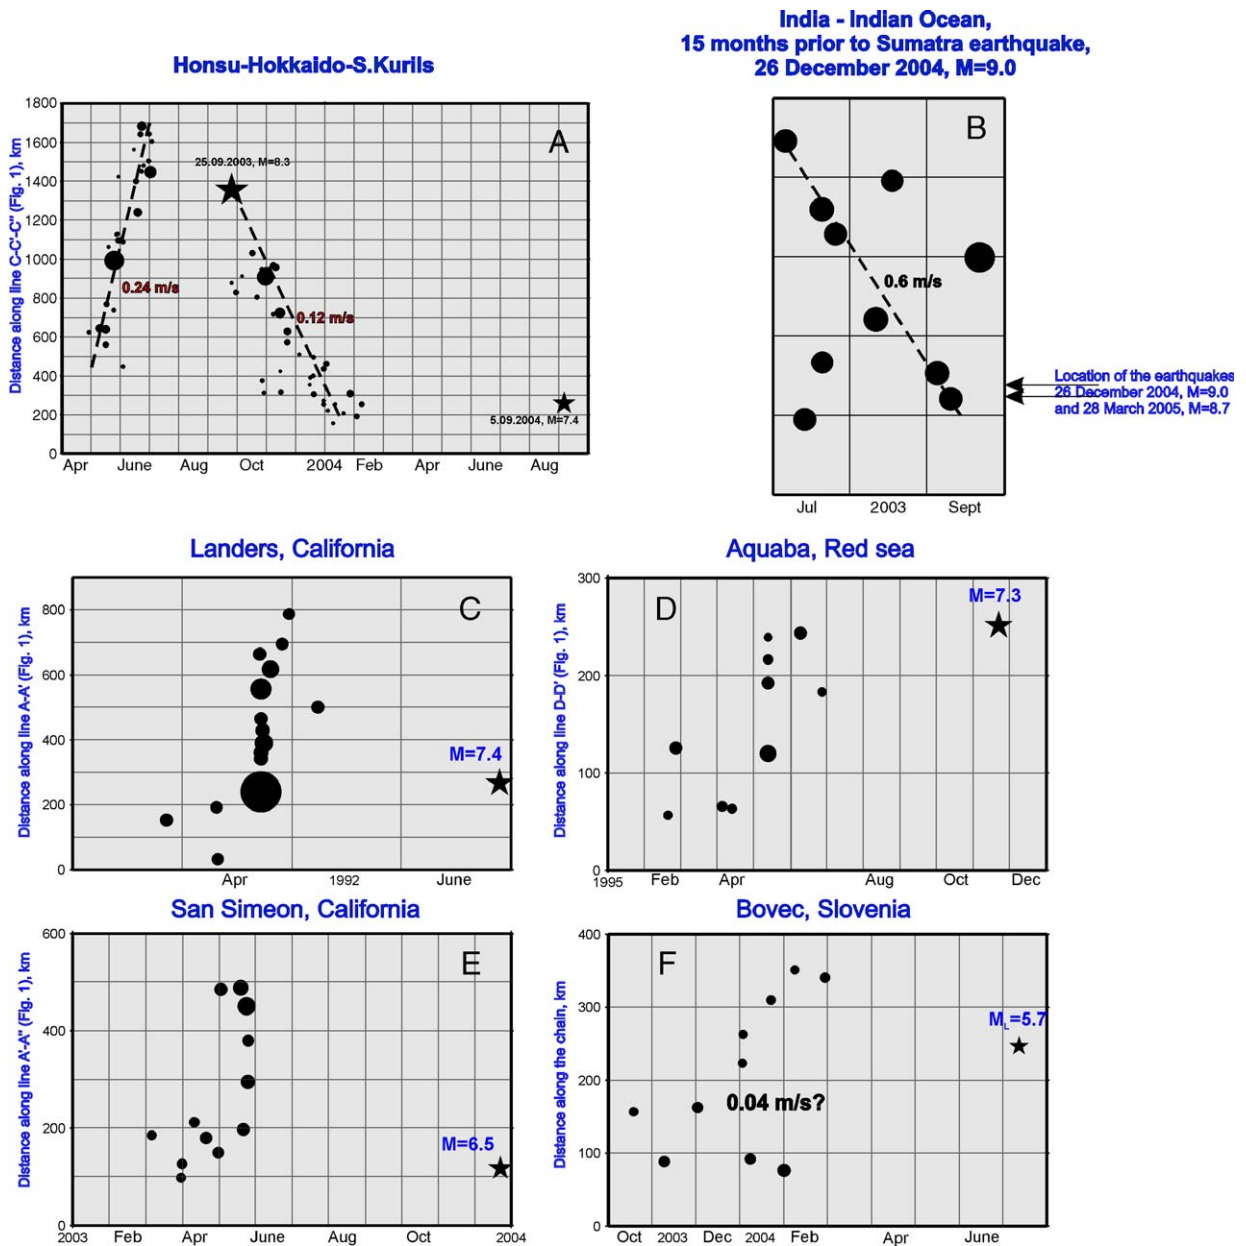 Honsu-Hokkaido-S.Kurils
India - Indian Ocean,
15 months prior to Sumatra earthquake,
26 December 2004, M=9.0
Distance along line C-C'-C" (Fig. 1), km
1800
1600
1400
1200
1000
800
600
400
200
0
A
25.09.2003, M=8.3
0.24 m/s
0.12 m/s
5.09.2004, M=7.4
Apr June Aug Oct 2004 Feb Apr June Aug
B
0.6 m/s
Location of the earthquakes
26 December 2004, M=9.0
and 28 March 2005, M=8.7
Jul 2003 Sept
Landers, California
Distance along line A-A' (Fig. 1), km
800
600
400
200
0
C
M=7.4
Apr 1992 June
Aquaba, Red sea
Distance along line D-D' (Fig. 1), km
300
200
100
0
D
M=7.3
1995 Feb Apr Aug Oct Dec
San Simeon, California
Distance along line A'-A" (Fig. 1), km
600
400
200
0
E
M=6.5
2003 Feb Apr June Oct 2004
Bovec, Slovenia
Distance along the chain, km
400
300
200
100
0
F
ML=5.7
0.04 m/s?
Oct 2003 Dec 2004 Feb Apr June